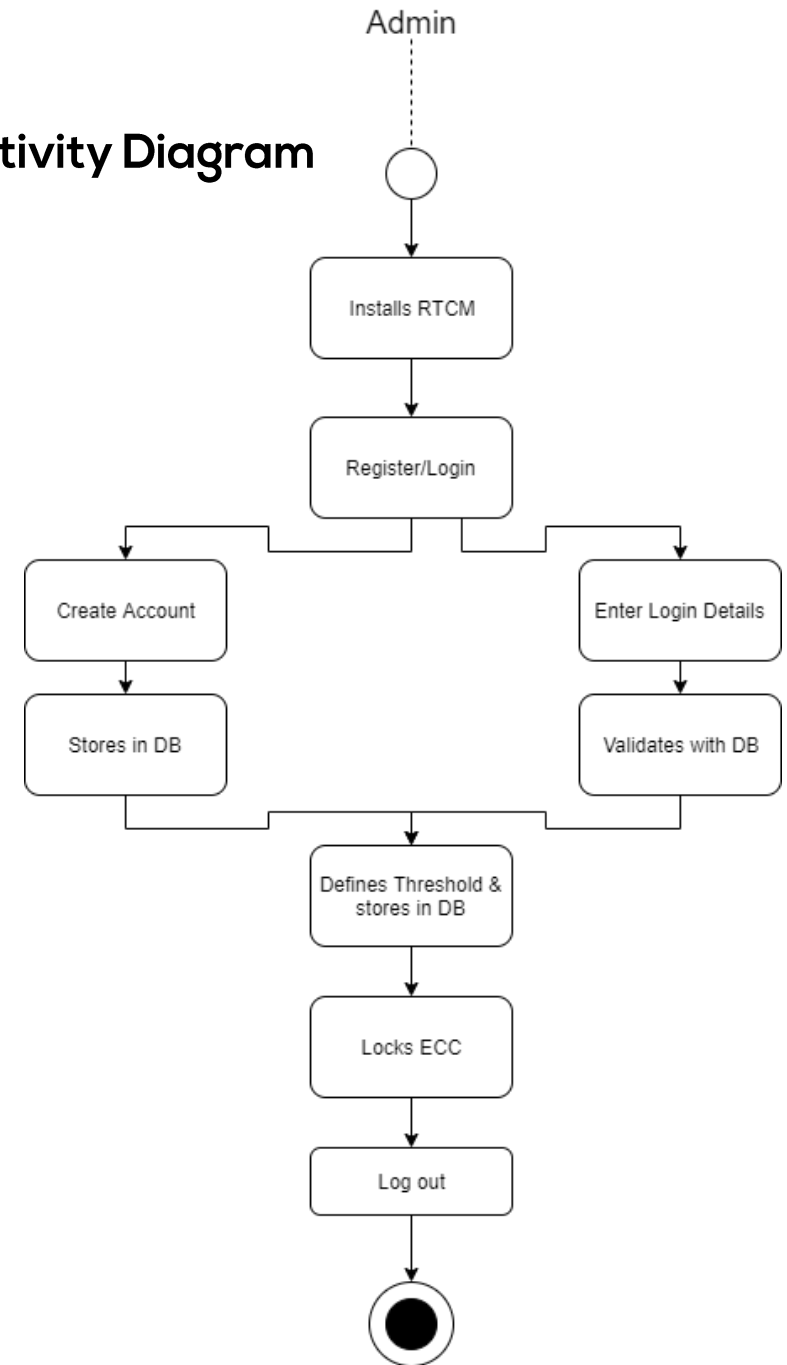 Admin
tivity Diagram
Installs RTCM
Register/Login
Create Account
Enter Login Details
Stores in DB
Validates with DB
Defines Threshold &
stores in DB
Locks ECC
Log out